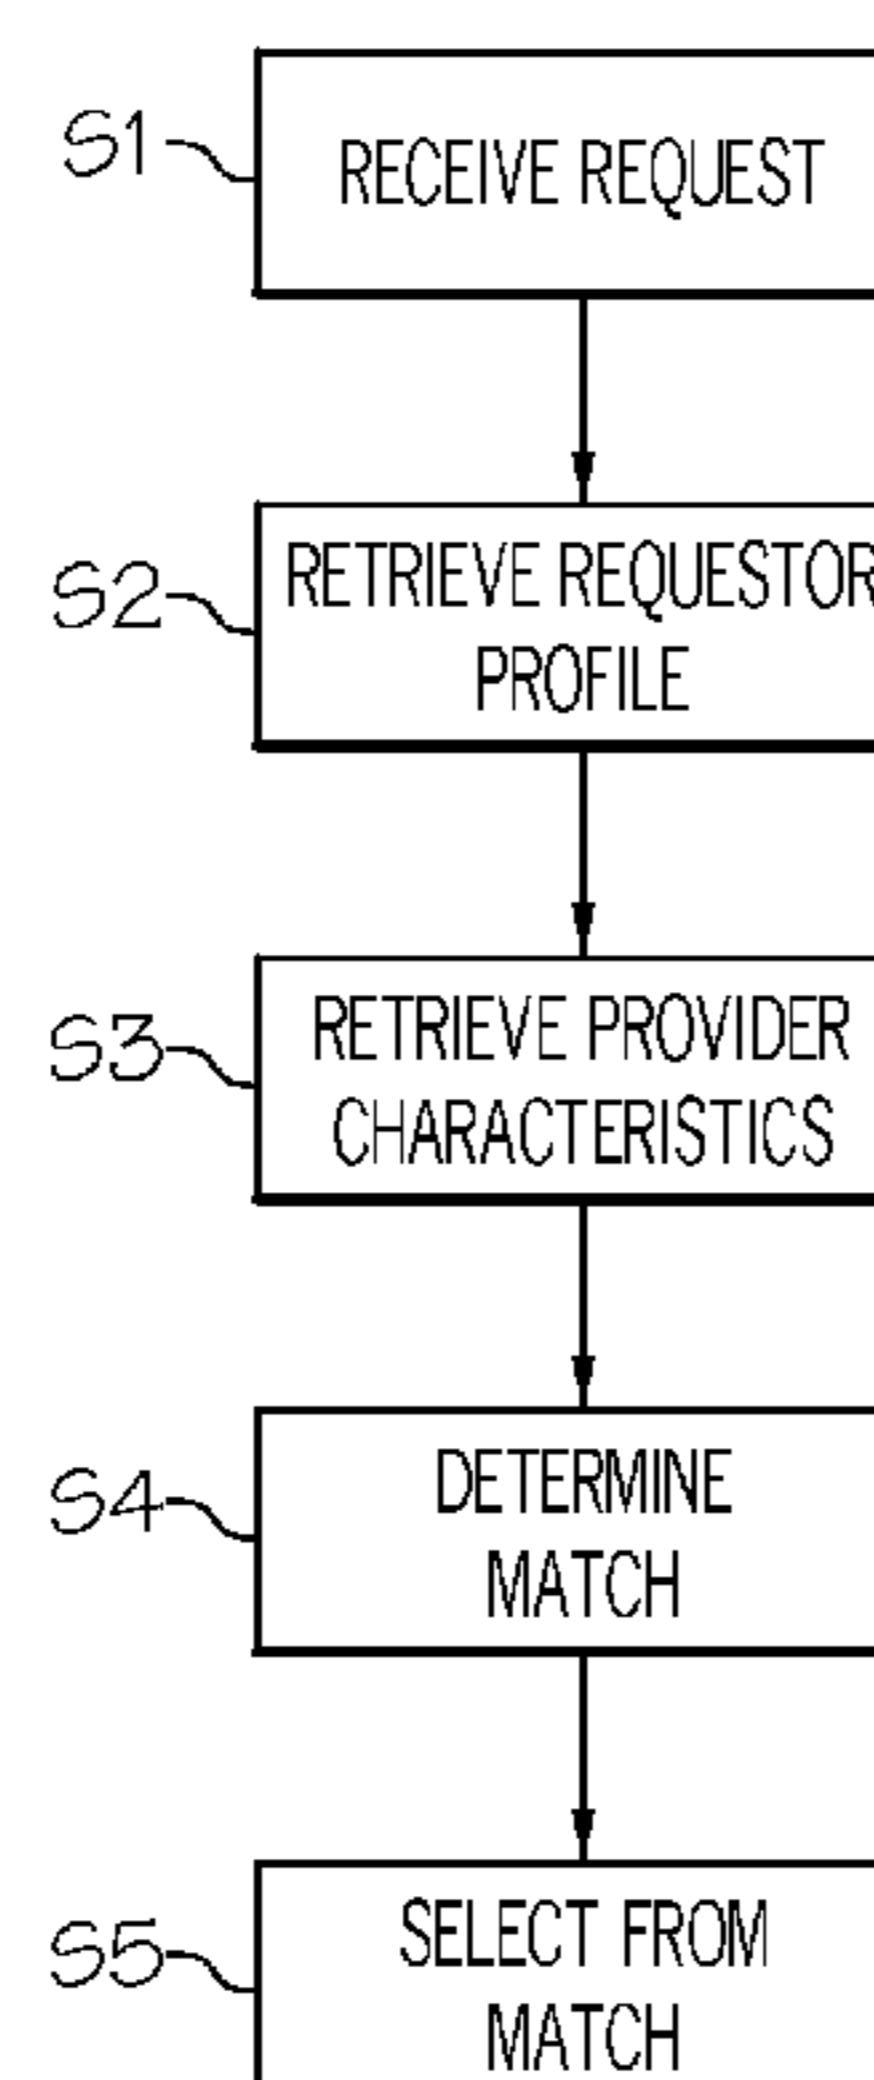 S1
RECEIVE REQUEST
S2
RETRIEVE REQUESTOR
PROFILE
S3
RETRIEVE PROVIDER
CHARACTERISTICS
S4
DETERMINE
MATCH
S5
SELECT FROM
MATCH